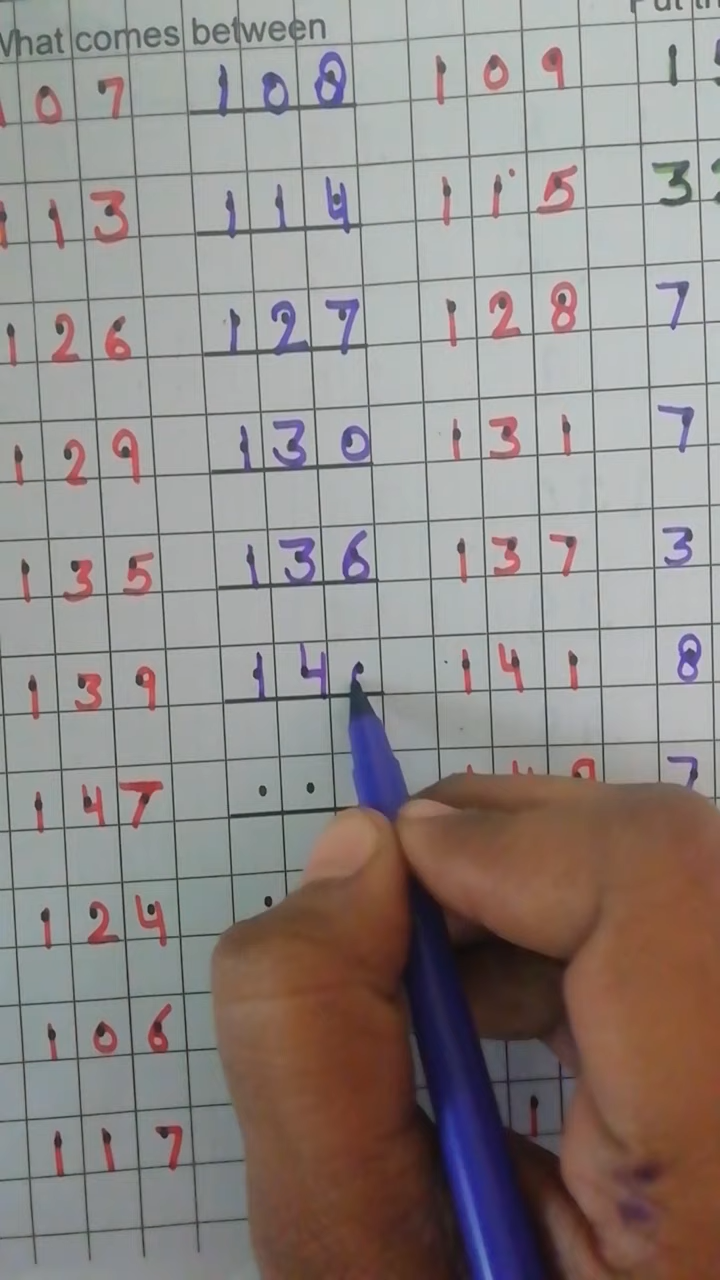 What comes between
107 108 109 1
113 114 115 3
126 127 128 7
129 130 131 7
135 136 137 3
139 14 141 8
147 7
124
106
117